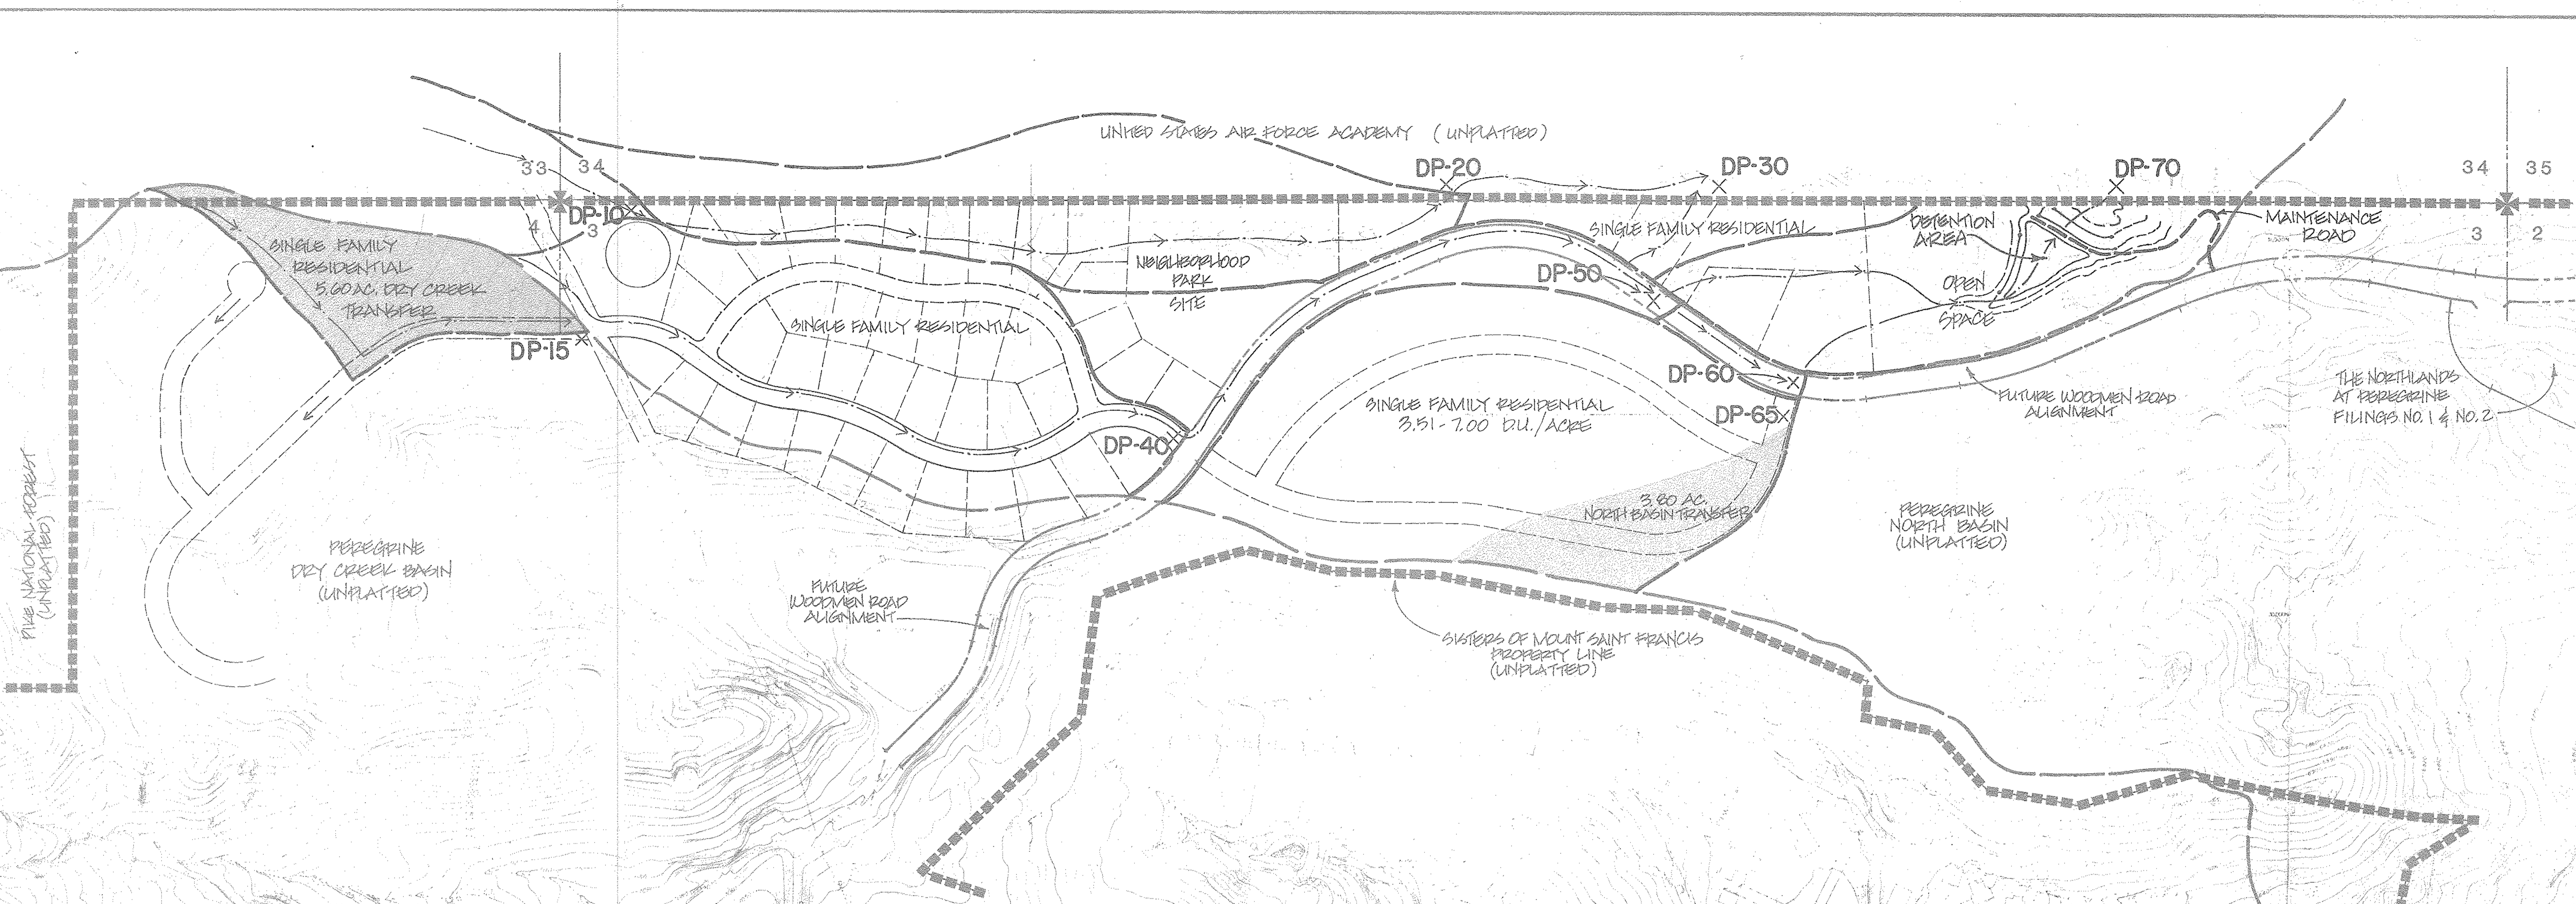 UNITED STATES AIR FORCE ACADEMY (UNPLATTED)
33 34
DP-20
DP-30
DP-70
34 35
DP-10
4 3
SINGLE FAMILY
RESIDENTIAL
5.60 AC. DRY CREEK
TRANSFER
NEIGHBORHOOD
PARK
SITE
SINGLE FAMILY RESIDENTIAL
DETENTION
AREA
MAINTENANCE
ROAD
3 2
DP-50
OPEN
SPACE
SINGLE FAMILY RESIDENTIAL
DP-15
DP-60
DP-65
DP-40
SINGLE FAMILY RESIDENTIAL
3.51 - 7.00 D.U./ACRE
FUTURE WOODMEN ROAD
ALIGNMENT
THE NORTHLANDS
AT PEREGRINE
FILINGS NO. 1 & NO. 2
PIKE NATIONAL FOREST
(UNPLATTED)
3.80 AC.
NORTH BASIN TRANSFER
PEREGRINE
NORTH BASIN
(UNPLATTED)
PEREGRINE
DRY CREEK BASIN
(UNPLATTED)
FUTURE
WOODMEN ROAD
ALIGNMENT
SISTERS OF MOUNT SAINT FRANCIS
PROPERTY LINE
(UNPLATTED)